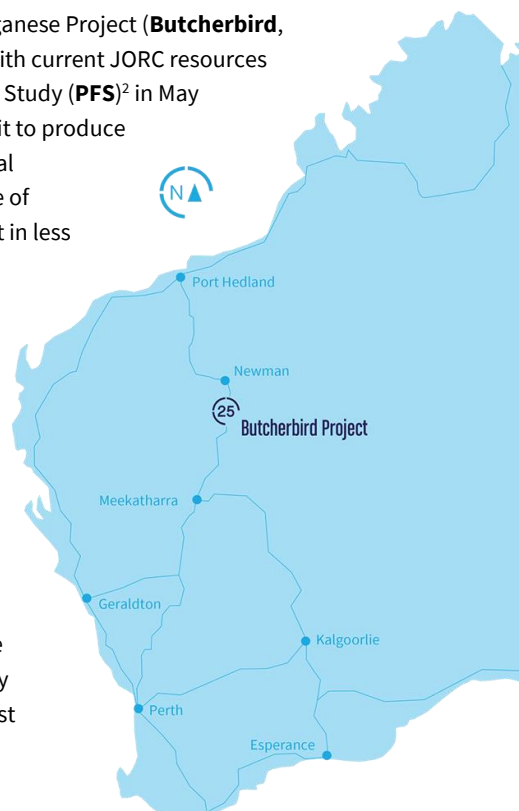 ganese Project (Butcherbird,
ith current JORC resources
Study (PFS)² in May
it to produce
al
e of
t in less
N
Port Hedland
Newman
25
Butcherbird Project
Meekatharra
Geraldton
Kalgoorlie
e
y
Perth
st
Esperance